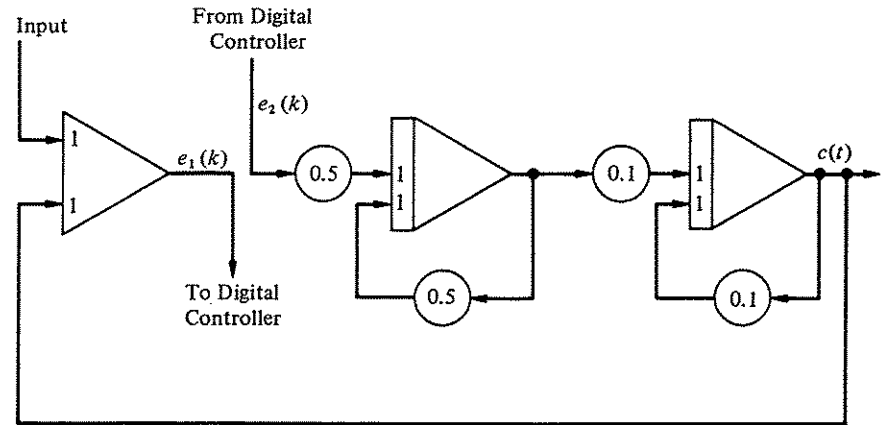 Input
From Digital
Controller
e₂(k)
1
e₁(k)
1
To Digital
Controller
0.5
1
1
0.5
0.1
1
1
0.1
c(t)